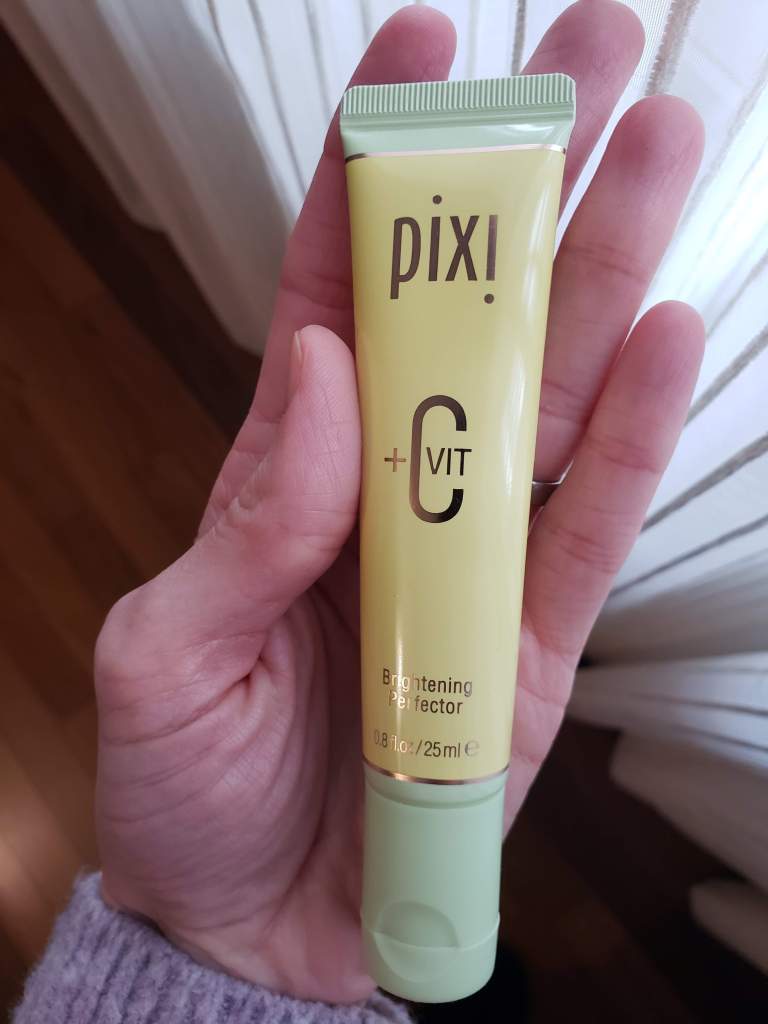 pixi
+C VIT
Brightening
Perfector
0.8 fl.oz/25ml ℮